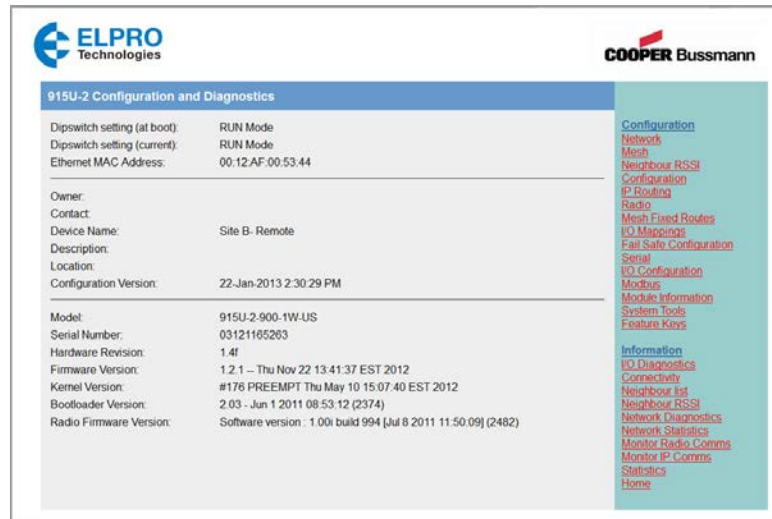 ELPRO
Technologies
COOPER Bussmann
915U-2 Configuration and Diagnostics
Dipswitch setting (at boot): RUN Mode
Dipswitch setting (current): RUN Mode
Ethernet MAC Address: 00:12:AF:00:53:44
Owner:
Contact:
Device Name: Site B- Remote
Description:
Location:
Configuration Version: 22-Jan-2013 2:30:29 PM
Model: 915U-2-900-1W-US
Serial Number: 03121165263
Hardware Revision: 1.4f
Firmware Version: 1.2.1 -- Thu Nov 22 13:41:37 EST 2012
Kernel Version: #176 PREEMPT Thu May 10 15:07:40 EST 2012
Bootloader Version: 2.03 - Jun 1 2011 08:53:12 (2374)
Radio Firmware Version: Software version : 1.00i build 994 [Jul 8 2011 11:50:09] (2482)
Configuration
Network
Mesh
Neighbour RSSI
Configuration
IP Routing
Radio
Mesh Fixed Routes
I/O Mappings
Fail Safe Configuration
Serial
I/O Configuration
Modbus
Module Information
System Tools
Feature Keys
Information
I/O Diagnostics
Connectivity
Neighbour list
Neighbour RSSI
Network Diagnostics
Network Statistics
Monitor Radio Comms
Monitor IP Comms
Statistics
Home